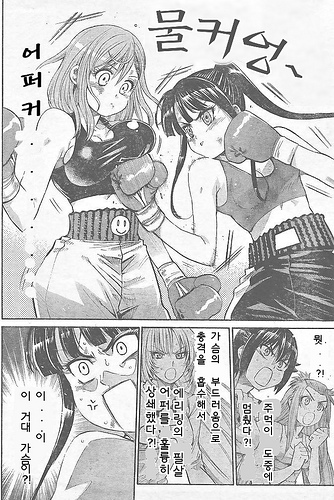 물커엉~
어퍼커.........
뭣...?!
주먹이 도중에
멈췄다?!
가슴의 부드러움으로
충격을 흡수해서
에리링의 필살
어퍼를 훌륭히
상쇄했다?!
이...이
이 거대 가슴?!